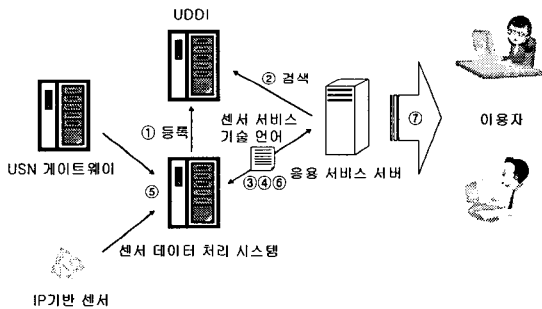 UDDI
② 검색
① 등록
센서 서비스
기술 언어
⑦
이용자
USN 게이트웨이
⑤
③④⑥
응용 서비스 서버
센서 데이터 처리 시스템
IP기반 센서